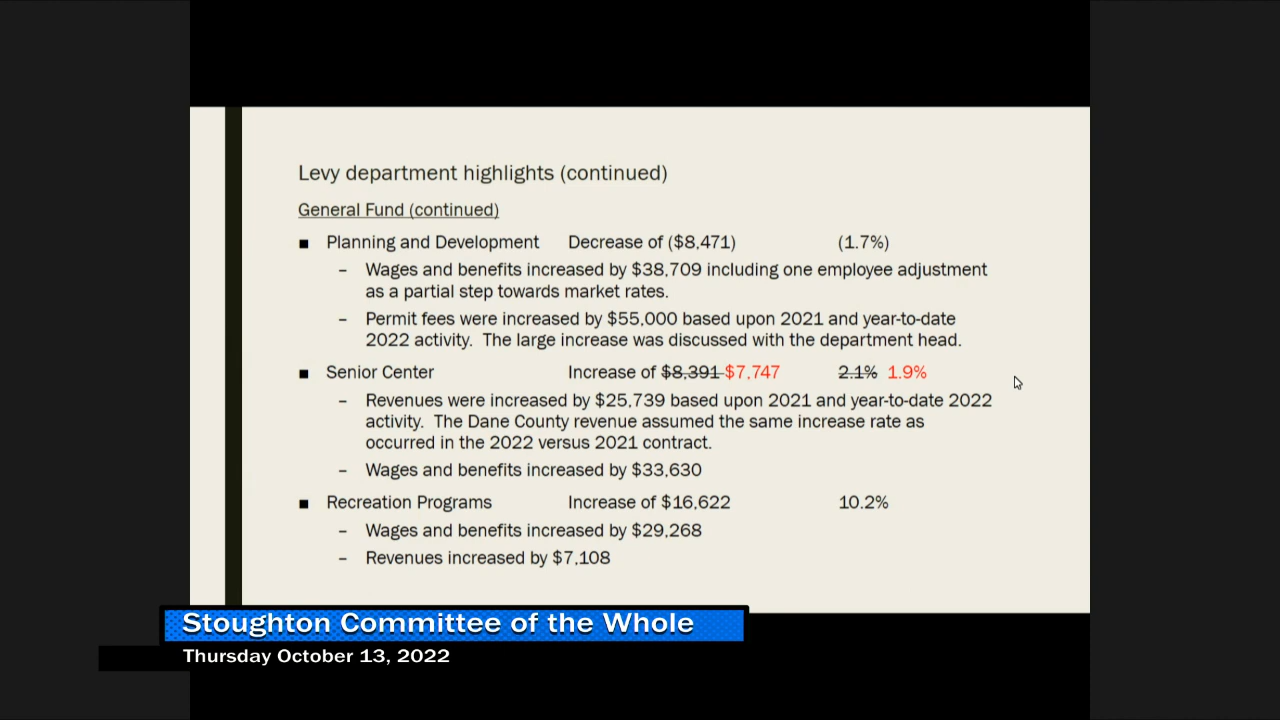 Levy department highlights (continued)
General Fund (continued)
■ Planning and Development Decrease of ($8,471) (1.7%)
– Wages and benefits increased by $38,709 including one employee adjustment
as a partial step towards market rates.
– Permit fees were increased by $55,000 based upon 2021 and year-to-date
2022 activity. The large increase was discussed with the department head.
■ Senior Center Increase of $8,391 $7,747 2.1% 1.9%
– Revenues were increased by $25,739 based upon 2021 and year-to-date 2022
activity. The Dane County revenue assumed the same increase rate as
occurred in the 2022 versus 2021 contract.
– Wages and benefits increased by $33,630
■ Recreation Programs Increase of $16,622 10.2%
– Wages and benefits increased by $29,268
– Revenues increased by $7,108
Stoughton Committee of the Whole
Thursday October 13, 2022